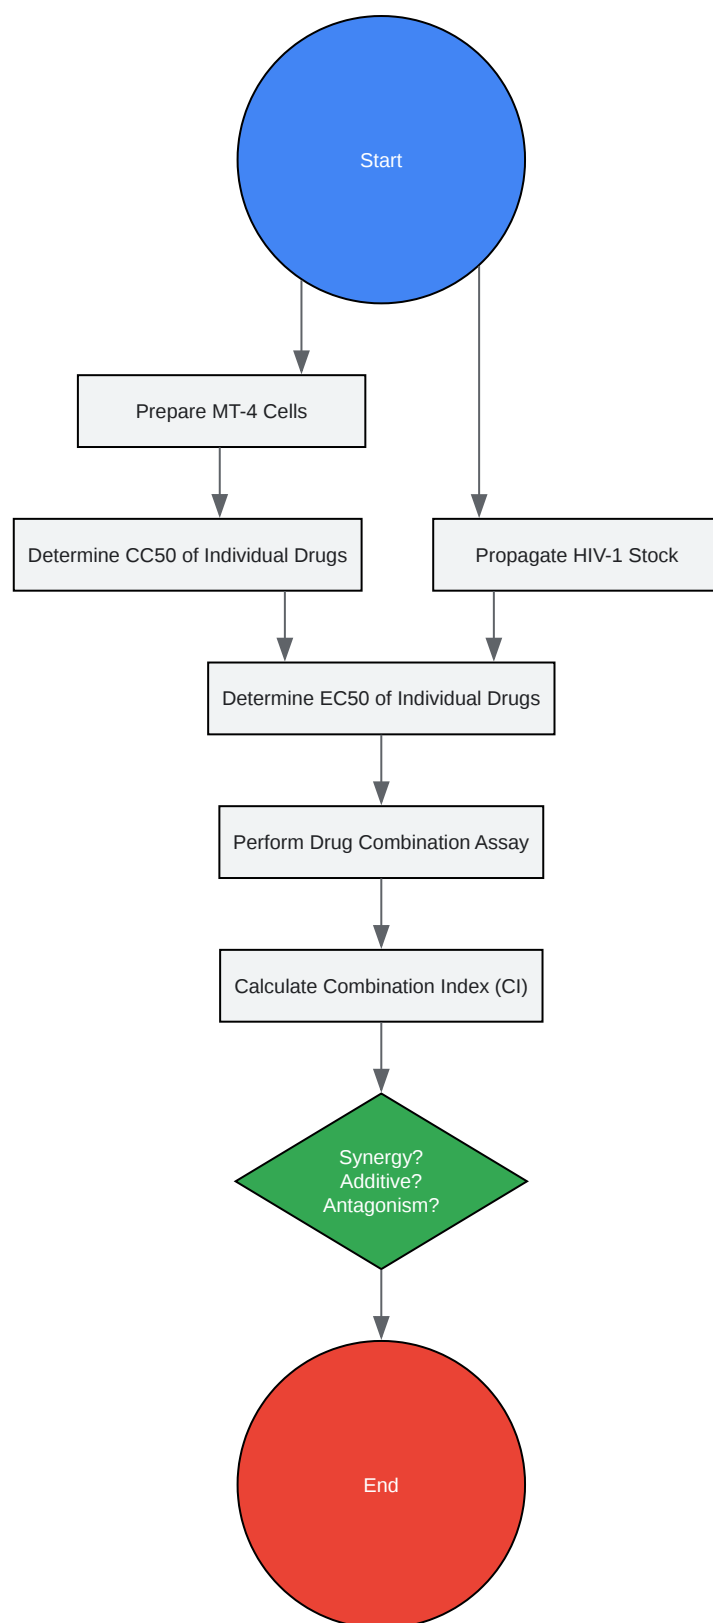 Start
Prepare MT-4 Cells
Determine CC50 of Individual Drugs
Propagate HIV-1 Stock
Determine EC50 of Individual Drugs
Perform Drug Combination Assay
Calculate Combination Index (CI)
Synergy?
Additive?
Antagonism?
End